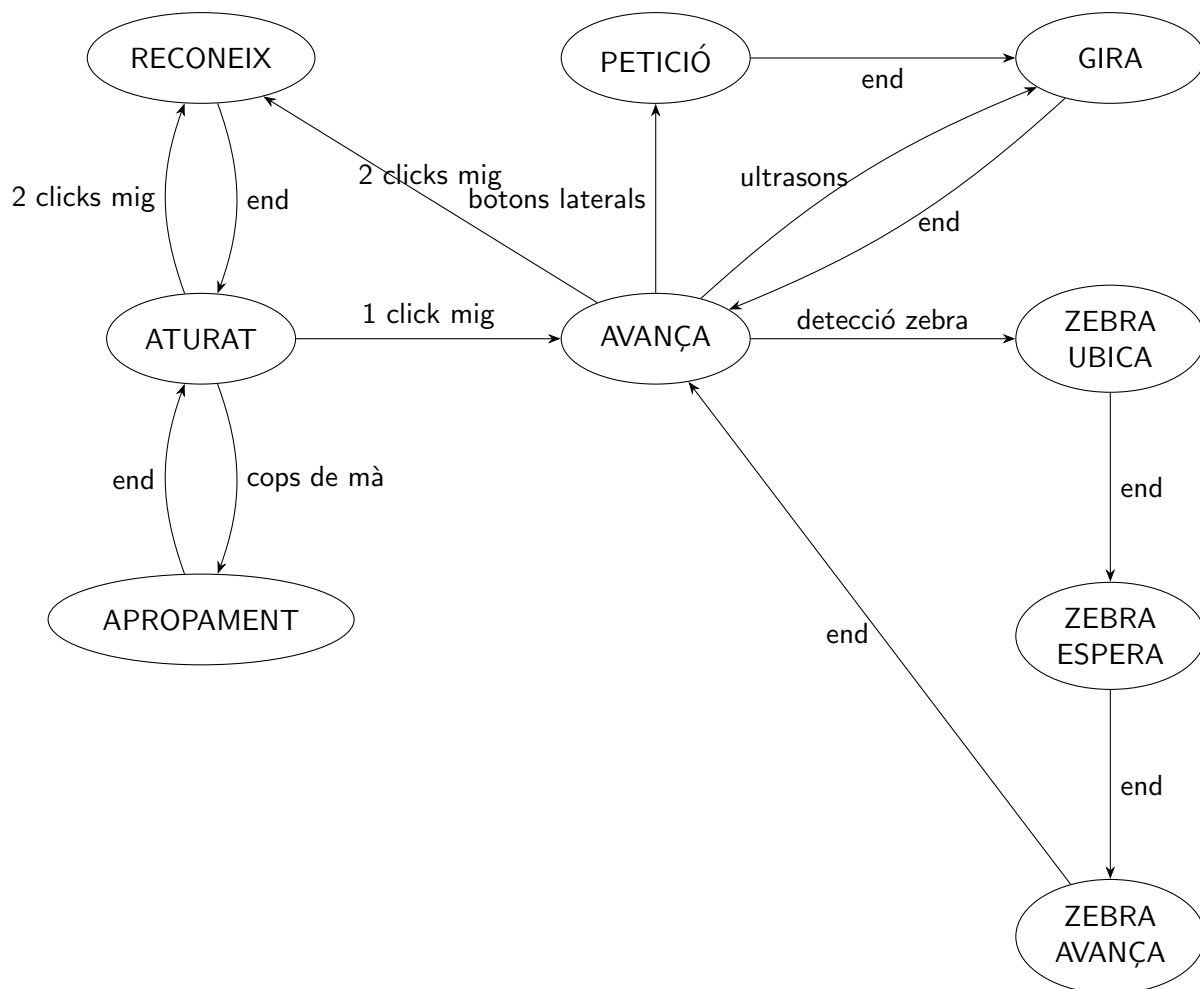 RECONEIX
PETICIÓ
GIRA
end
2 clicks mig
end
2 clicks mig
botons laterals
ultrasons
end
ATURAT
1 click mig
AVANÇA
detecció zebra
ZEBRA
UBICA
end
cops de mà
end
end
APROPAMENT
ZEBRA
ESPERA
end
end
ZEBRA
AVANÇA